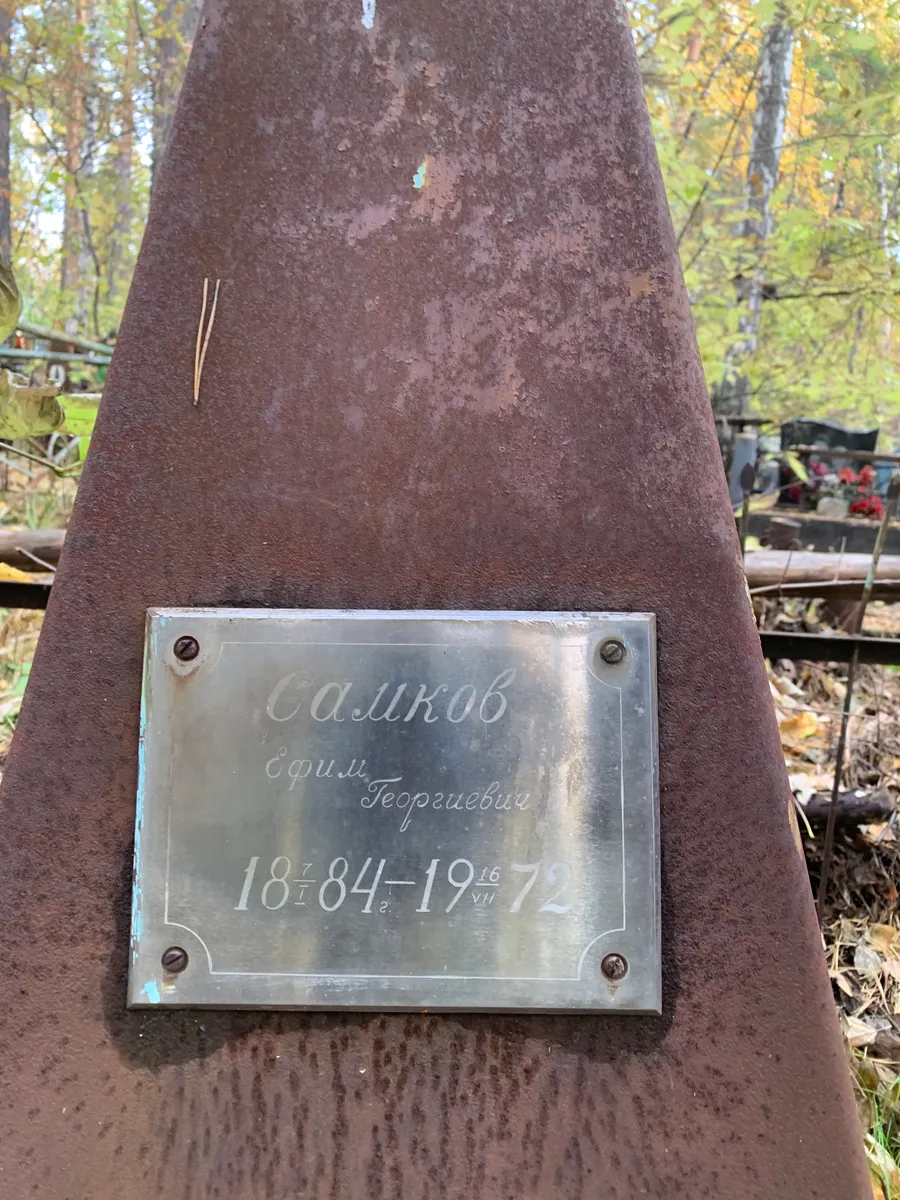 Самков
Ефим
Георгиевич
18 7/I 84 г. – 19 16/VII 72